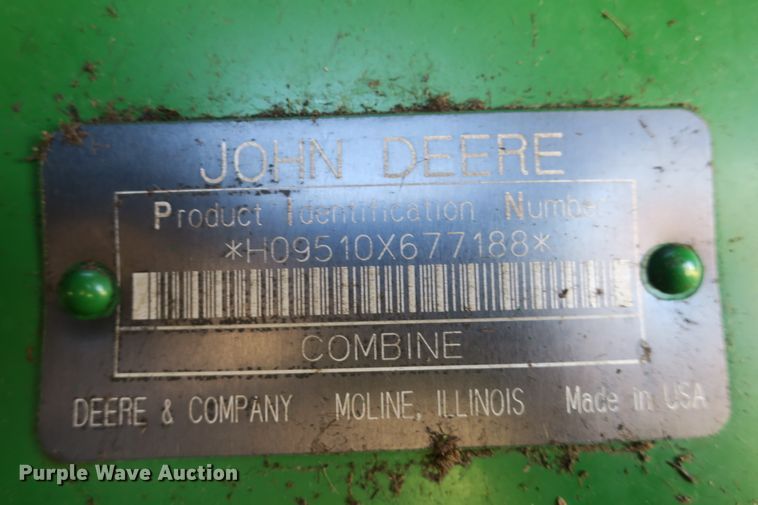 JOHN DEERE
Product Identification Number
*H09510X677188*
COMBINE
DEERE & COMPANY MOLINE, ILLINOIS Made in USA
Purple Wave Auction